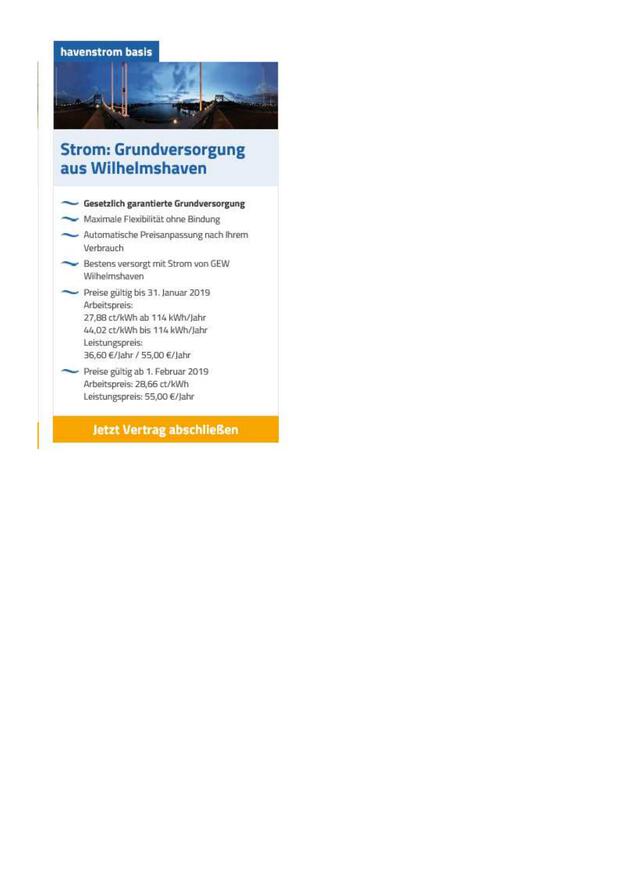 havenstrom basis
Strom: Grundversorgung
aus Wilhelmshaven
Gesetzlich garantierte Grundversorgung
Maximale Flexibilität ohne Bindung
Automatische Preisanpassung nach Ihrem
Verbrauch
Bestens versorgt mit Strom von GEW
Wilhelmshaven
Preise gültig bis 31. Januar 2019
Arbeitspreis:
27,88 ct/kWh ab 114 kWh/Jahr
44,02 ct/kWh bis 114 kWh/Jahr
Leistungspreis:
36,60 €/Jahr / 55,00 €/Jahr
Preise gültig ab 1. Februar 2019
Arbeitspreis: 28,66 ct/kWh
Leistungspreis: 55,00 €/Jahr
Jetzt Vertrag abschließen